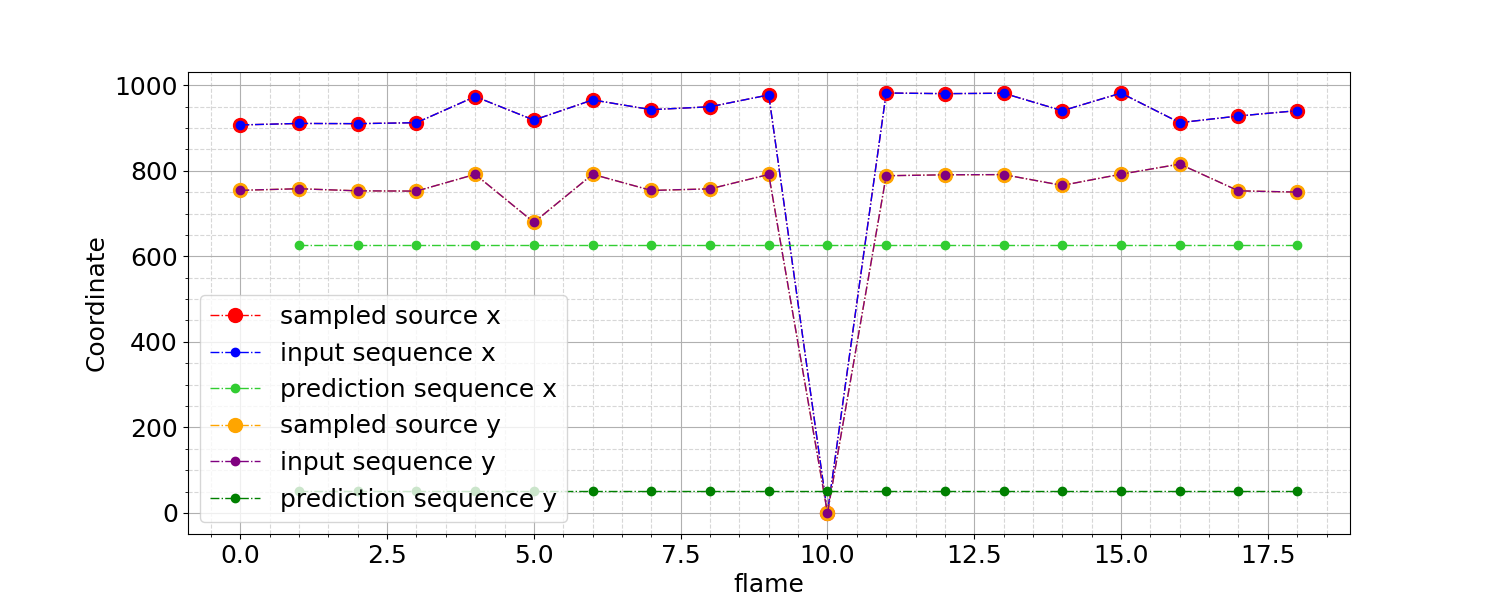 1000
800
600
400
200
0
Coordinate
sampled source x
input sequence x
prediction sequence x
sampled source y
input sequence y
prediction sequence y
0.0 2.5 5.0 7.5 10.0 12.5 15.0 17.5
flame